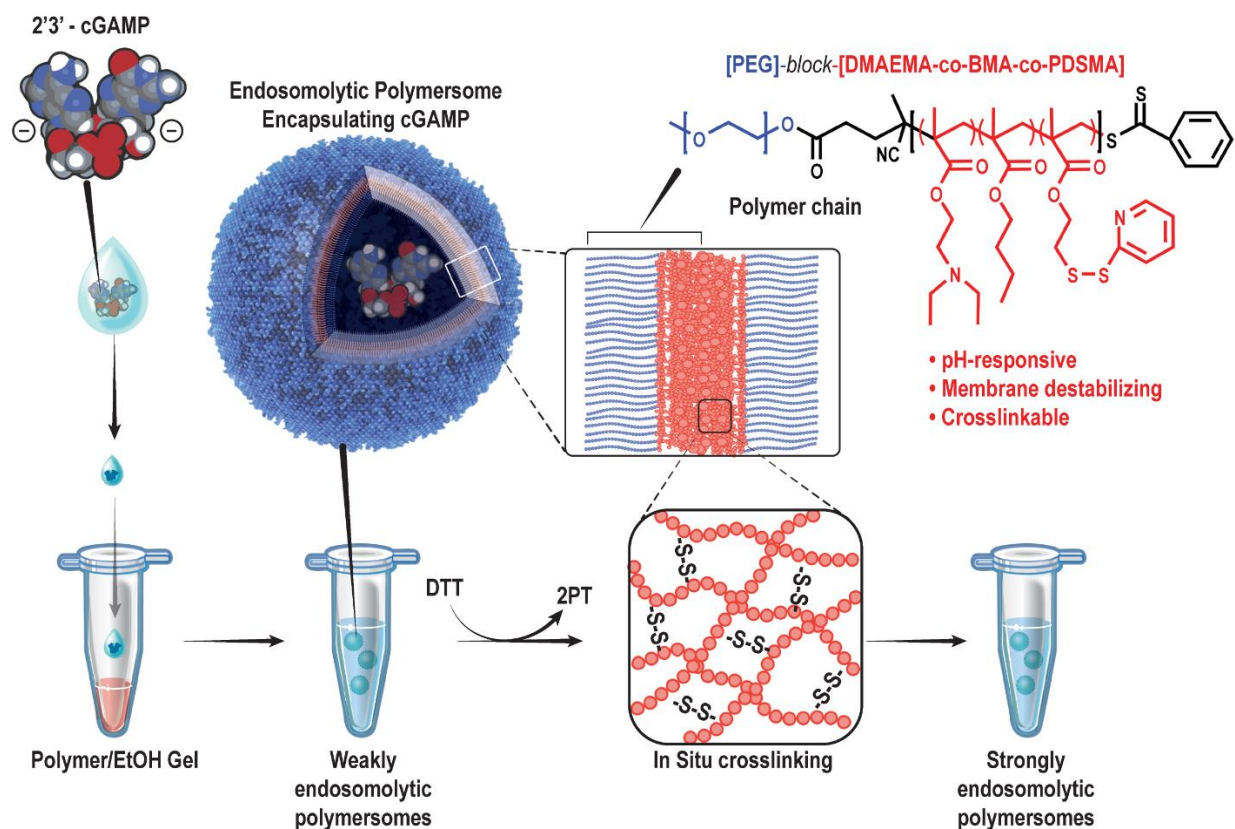 2'3' - cGAMP
⊖
⊖
Endosomolytic Polymersome
Encapsulating cGAMP
[PEG]-block-[DMAEMA-co-BMA-co-PDSMA]
O
O
O
NC
S
S
O
O
O
O
O
O
N
N
S
S
Polymer chain
• pH-responsive
• Membrane destabilizing
• Crosslinkable
DTT
2PT
S-S
S-S
S-S
-S-S-
S-S
-S-S-
Polymer/EtOH Gel
Weakly
endosomolytic
polymersomes
In Situ crosslinking
Strongly
endosomolytic
polymersomes